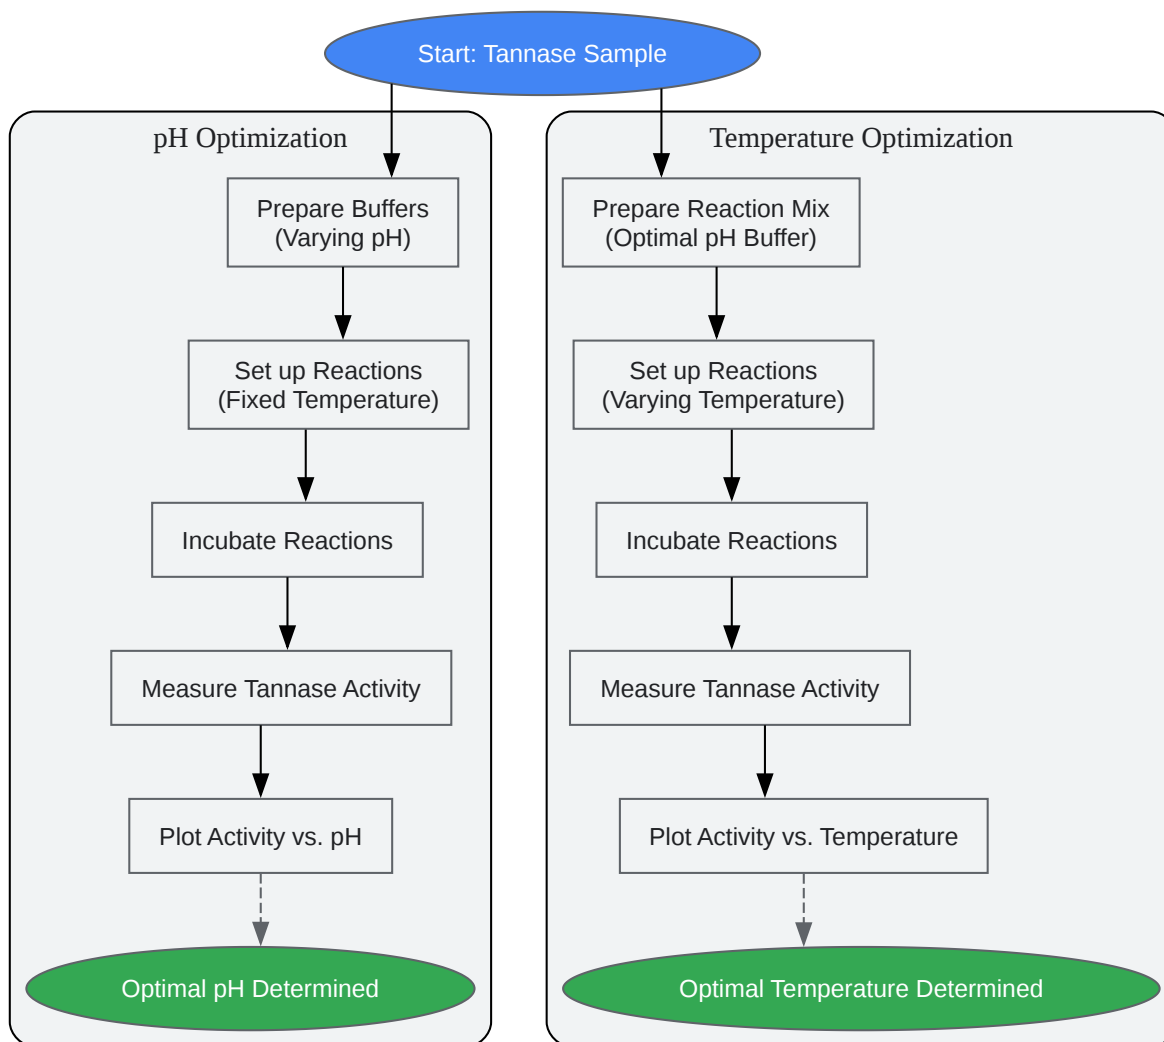 Start: Tannase Sample
pH Optimization
Prepare Buffers
(Varying pH)
Set up Reactions
(Fixed Temperature)
Incubate Reactions
Measure Tannase Activity
Plot Activity vs. pH
Optimal pH Determined
Temperature Optimization
Prepare Reaction Mix
(Optimal pH Buffer)
Set up Reactions
(Varying Temperature)
Incubate Reactions
Measure Tannase Activity
Plot Activity vs. Temperature
Optimal Temperature Determined